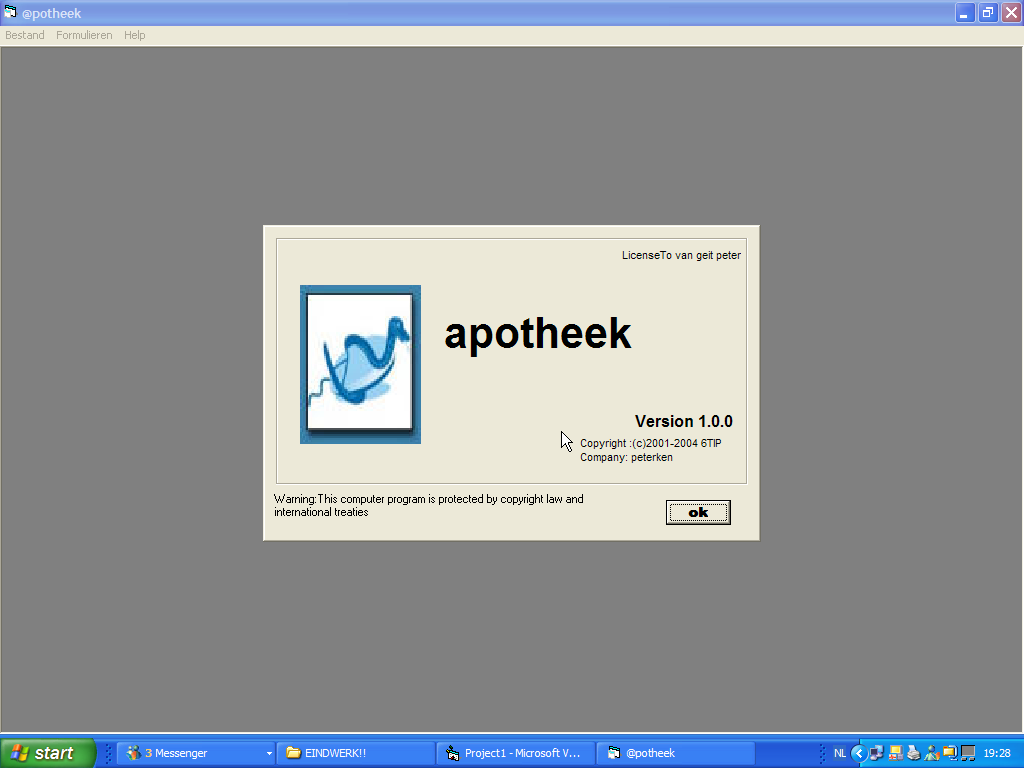 @potheek
Bestand Formulieren Help
LicenseTo van geit peter
apotheek
Version 1.0.0
Copyright :(c)2001-2004 6TIP
Company: peterken
Warning:This computer program is protected by copyright law and
international treaties
ok
start
3 Messenger
EINDWERK!!
Project1 - Microsoft V...
@potheek
NL
19:28